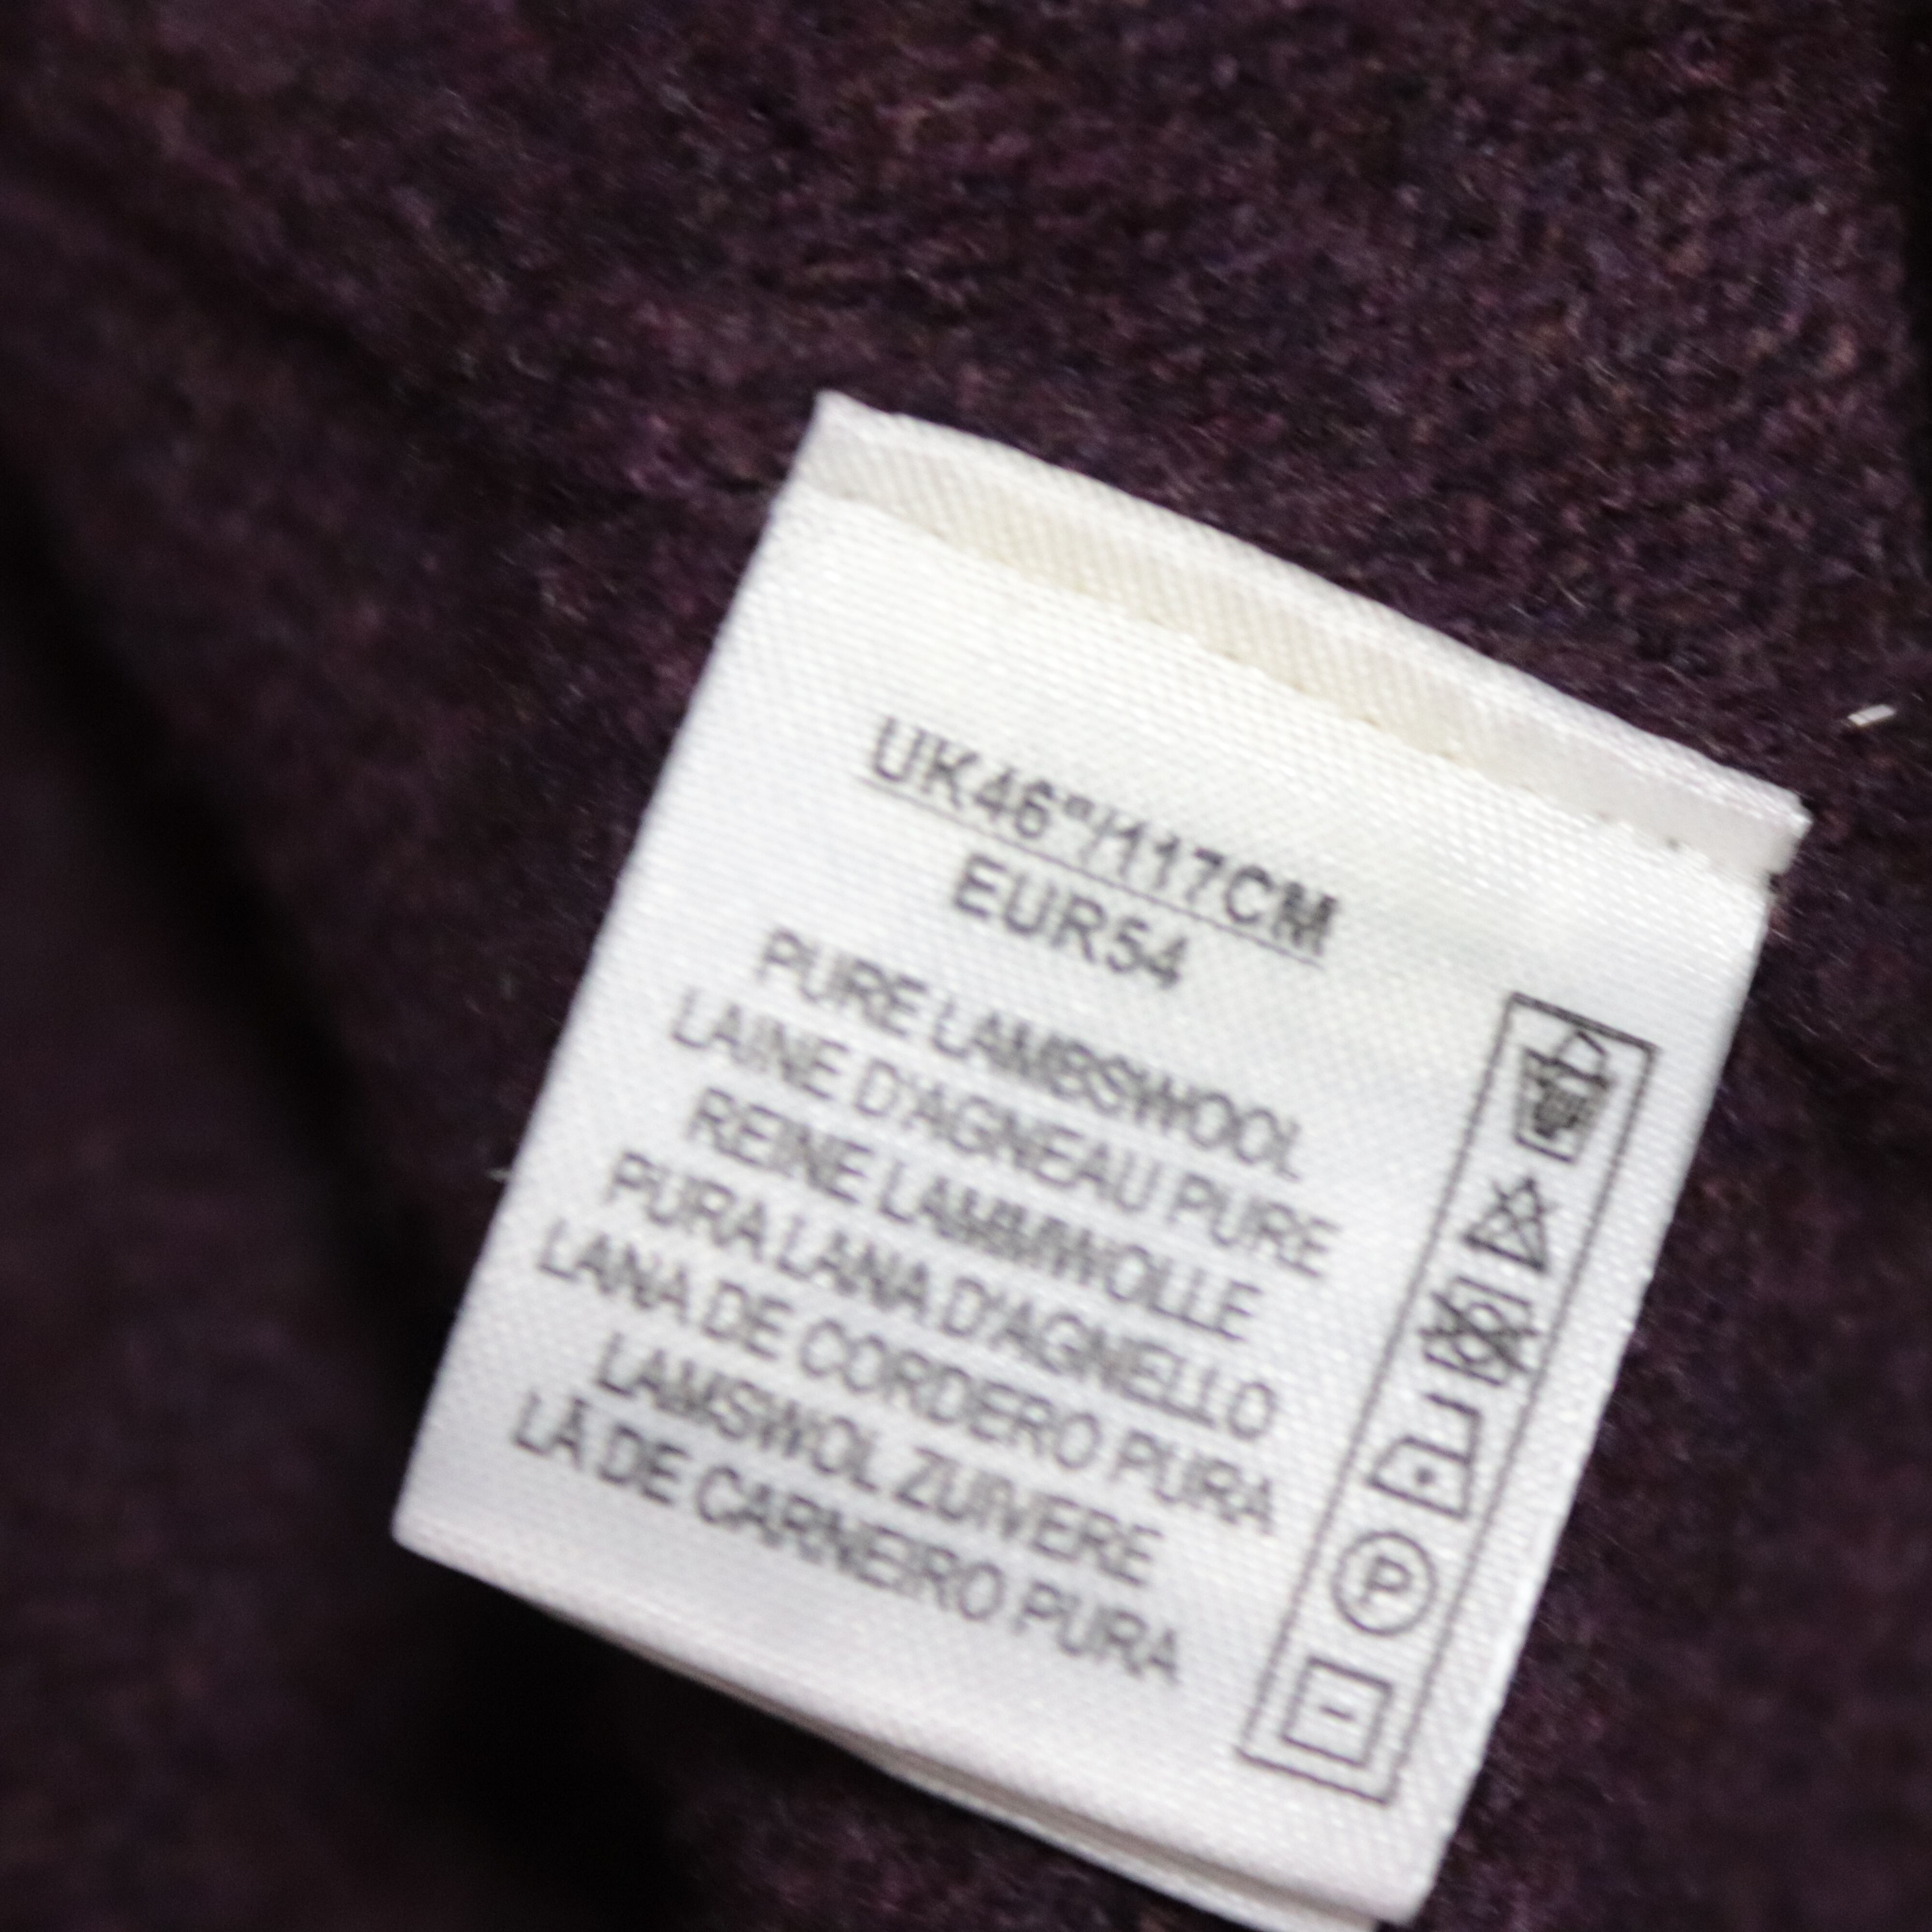 UK46"/117CM
EUR54
PURE LAMBSWOOL
LAINE D'AGNEAU PURE
REINE LAMMWOLLE
PURA LANA D'AGNELLO
LANA DE CORDERO PURA
LAMSWOL ZUIVERE
LÃ DE CARNEIRO PURA
P